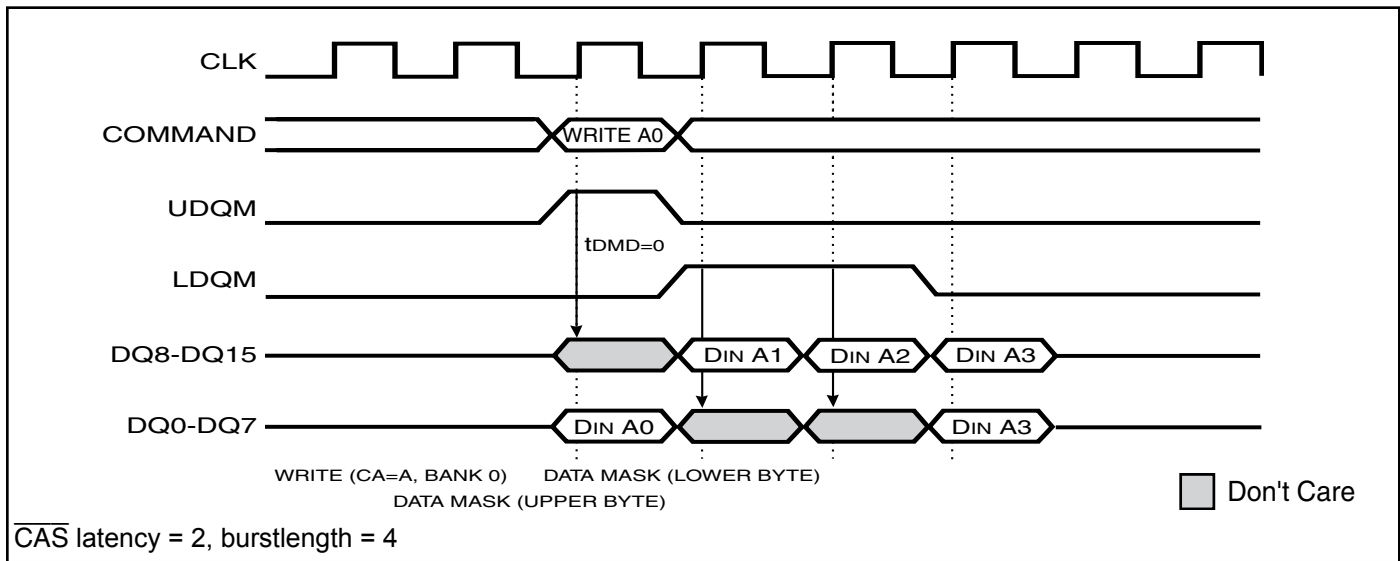 CLK
COMMAND WRITE A0
UDQM
tDMD=0
LDQM
DQ8-DQ15 DIN A1 DIN A2 DIN A3
DQ0-DQ7 DIN A0 DIN A3
WRITE (CA=A, BANK 0) DATA MASK (LOWER BYTE)
DATA MASK (UPPER BYTE)
Don't Care
CAS latency = 2, burstlength = 4